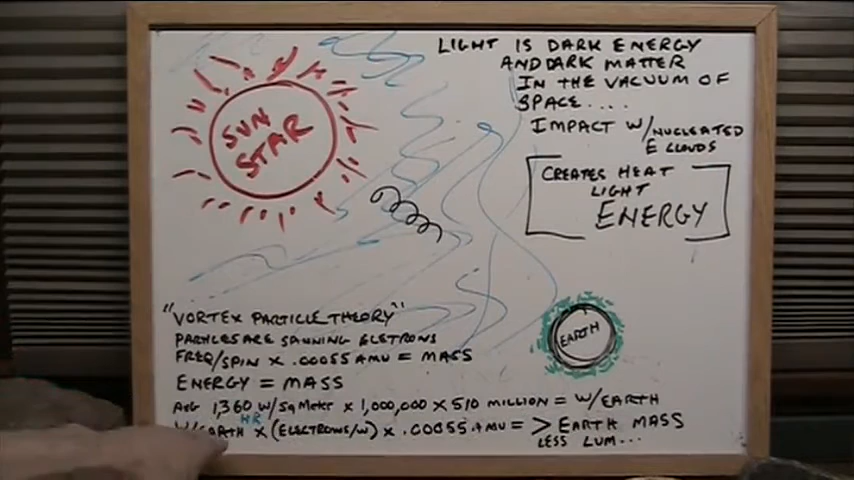 LIGHT IS DARK ENERGY
AND DARK MATTER
IN THE VACUUM OF
SPACE....
IMPACT W/NUCLEATED
E CLOUDS
CREATES HEAT
LIGHT
ENERGY
SUN
STAR
EARTH
"VORTEX PARTICLE THEORY"
PARTICLES ARE SPANNING ELETRONS
FREQ/SPIN X .00055 AMU = MASS
ENERGY = MASS
AVG 1,360 W/SQ METER X 1,000,000 X 510 MILLION = W/EARTH
HR
W/EARTH X (ELECTRONS/W) X .00055 AMU = > EARTH MASS
LESS LUM...